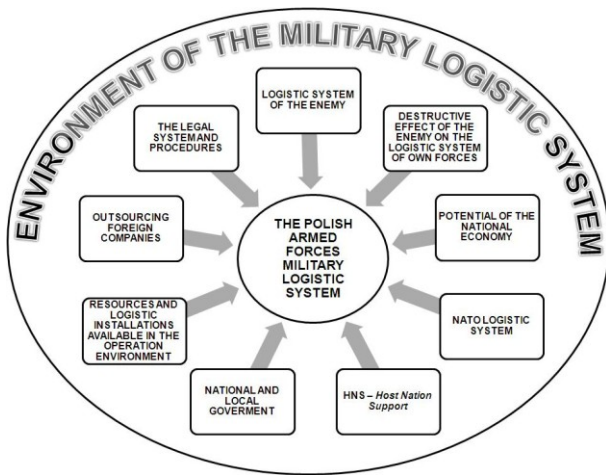 ENVIRONMENT OF THE MILITARY LOGISTIC SYSTEM
LOGISTIC SYSTEM
OF THE ENEMY
DESTRUCTIVE
EFFECT OF THE
ENEMY ON THE
LOGISTIC SYSTEM
OF OWN FORCES
POTENTIAL OF THE
NATIONAL
ECONOMY
NATO LOGISTIC
SYSTEM
HNS – Host Nation
Support
NATIONAL AND
LOCAL
GOVERMENT
RESOURCES AND
LOGISTIC
INSTALLATIONS
AVAILABLE IN THE
OPERATION
ENVIRONMENT
OUTSOURCING
FOREIGN
COMPANIES
THE LEGAL
SYSTEM AND
PROCEDURES
THE POLISH
ARMED
FORCES
MILITARY
LOGISTIC
SYSTEM